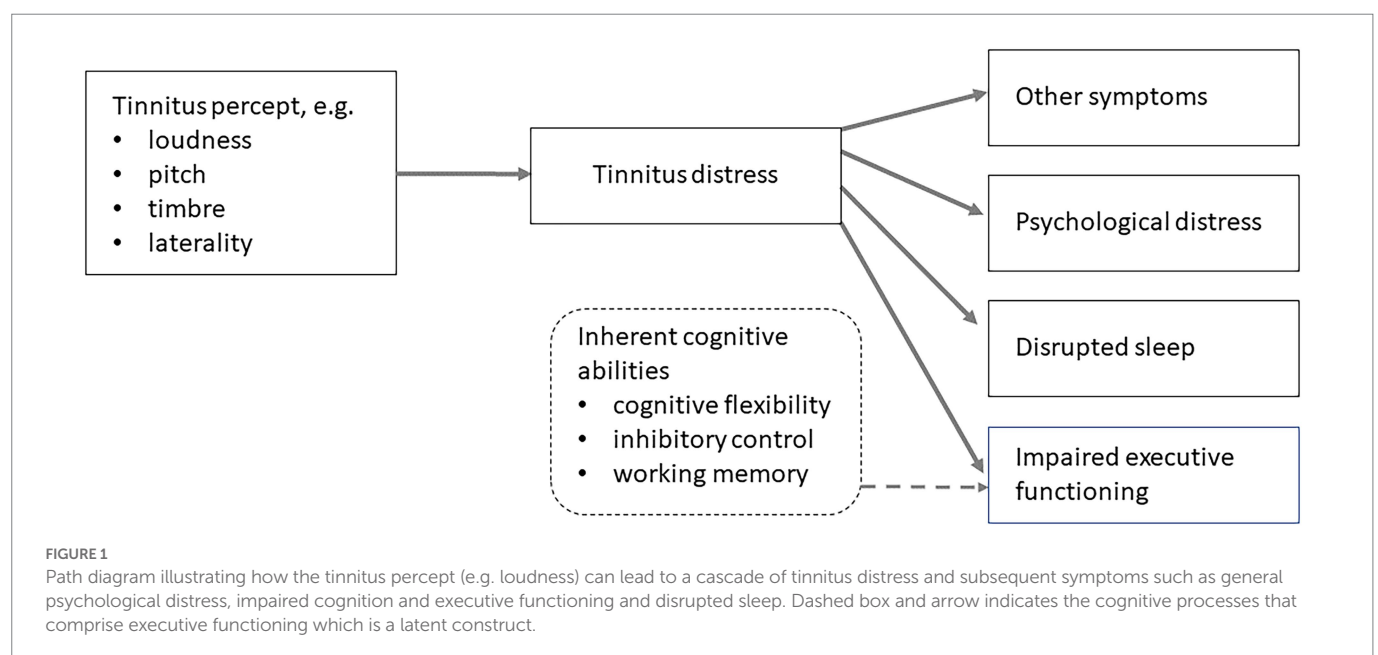 Tinnitus percept, e.g.
• loudness
• pitch
• timbre
• laterality
Tinnitus distress
Other symptoms
Psychological distress
Disrupted sleep
Impaired executive
functioning
Inherent cognitive
abilities
• cognitive flexibility
• inhibitory control
• working memory
FIGURE 1
Path diagram illustrating how the tinnitus percept (e.g. loudness) can lead to a cascade of tinnitus distress and subsequent symptoms such as general
psychological distress, impaired cognition and executive functioning and disrupted sleep. Dashed box and arrow indicates the cognitive processes that
comprise executive functioning which is a latent construct.